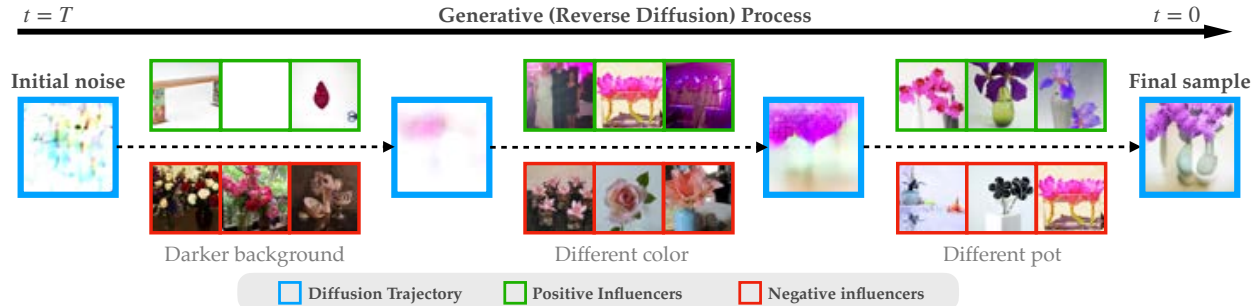 t = T
Generative (Reverse Diffusion) Process
t = 0
Initial noise
Final sample
Darker background
Different color
Different pot
Diffusion Trajectory
Positive Influencers
Negative influencers